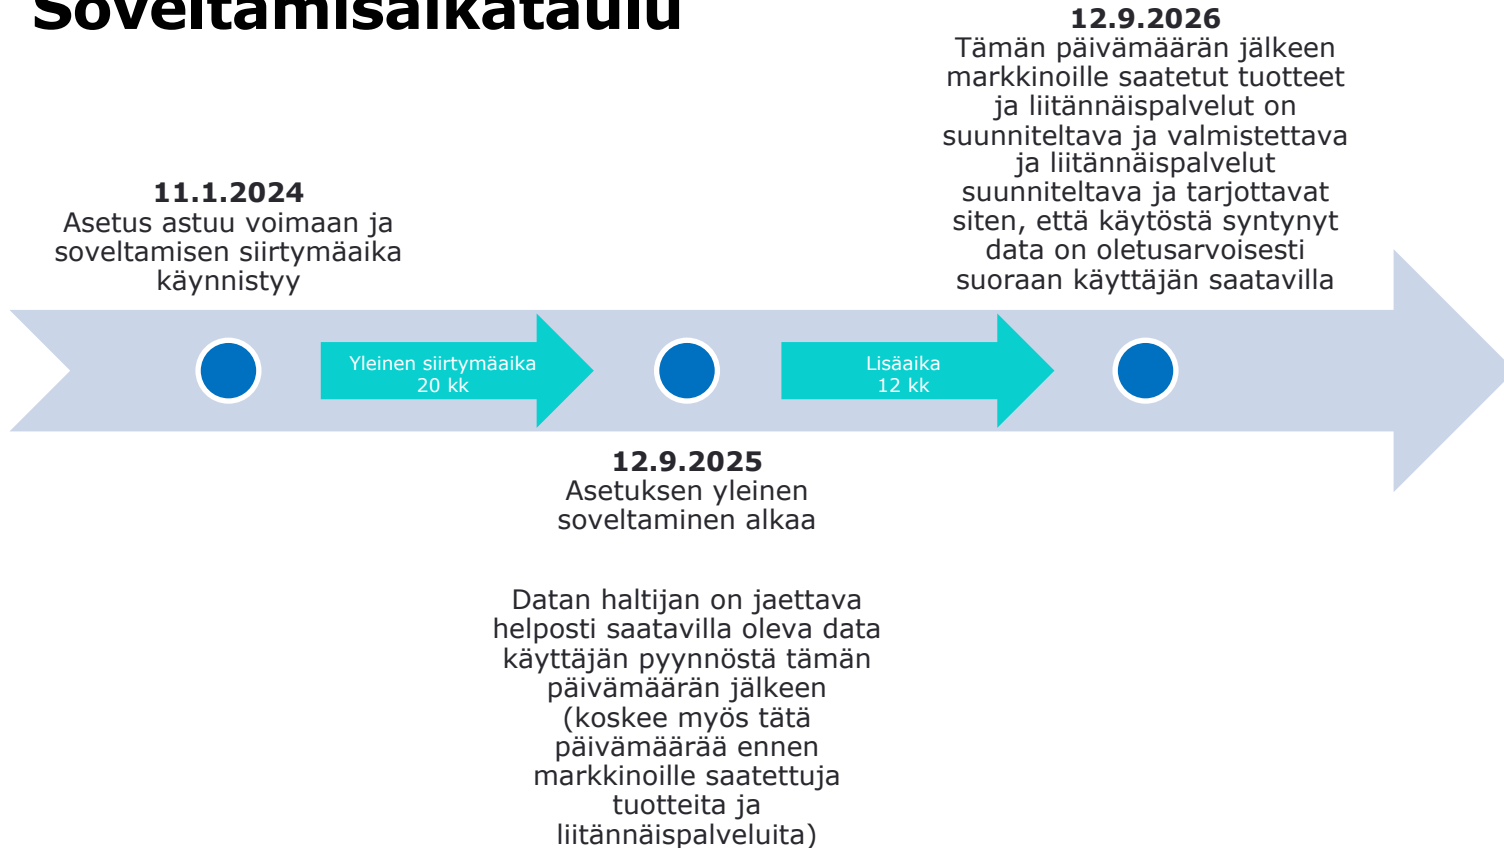 Soveltamisaikataulu
11.1.2024
Asetus astuu voimaan ja
soveltamisen siirtymäaika
käynnistyy
12.9.2026
Tämän päivämäärän jälkeen
markkinoille saatetut tuotteet
ja liitännäispalvelut on
suunniteltava ja valmistettava
ja liitännäispalvelut
suunniteltava ja tarjottavat
siten, että käytöstä syntynyt
data on oletusarvoisesti
suoraan käyttäjän saatavilla
Yleinen siirtymäaika
20 kk
Lisäaika
12 kk
12.9.2025
Asetuksen yleinen
soveltaminen alkaa
Datan haltijan on jaettava
helposti saatavilla oleva data
käyttäjän pyynnöstä tämän
päivämäärän jälkeen
(koskee myös tätä
päivämäärää ennen
markkinoille saatettuja
tuotteita ja
liitännäispalveluita)